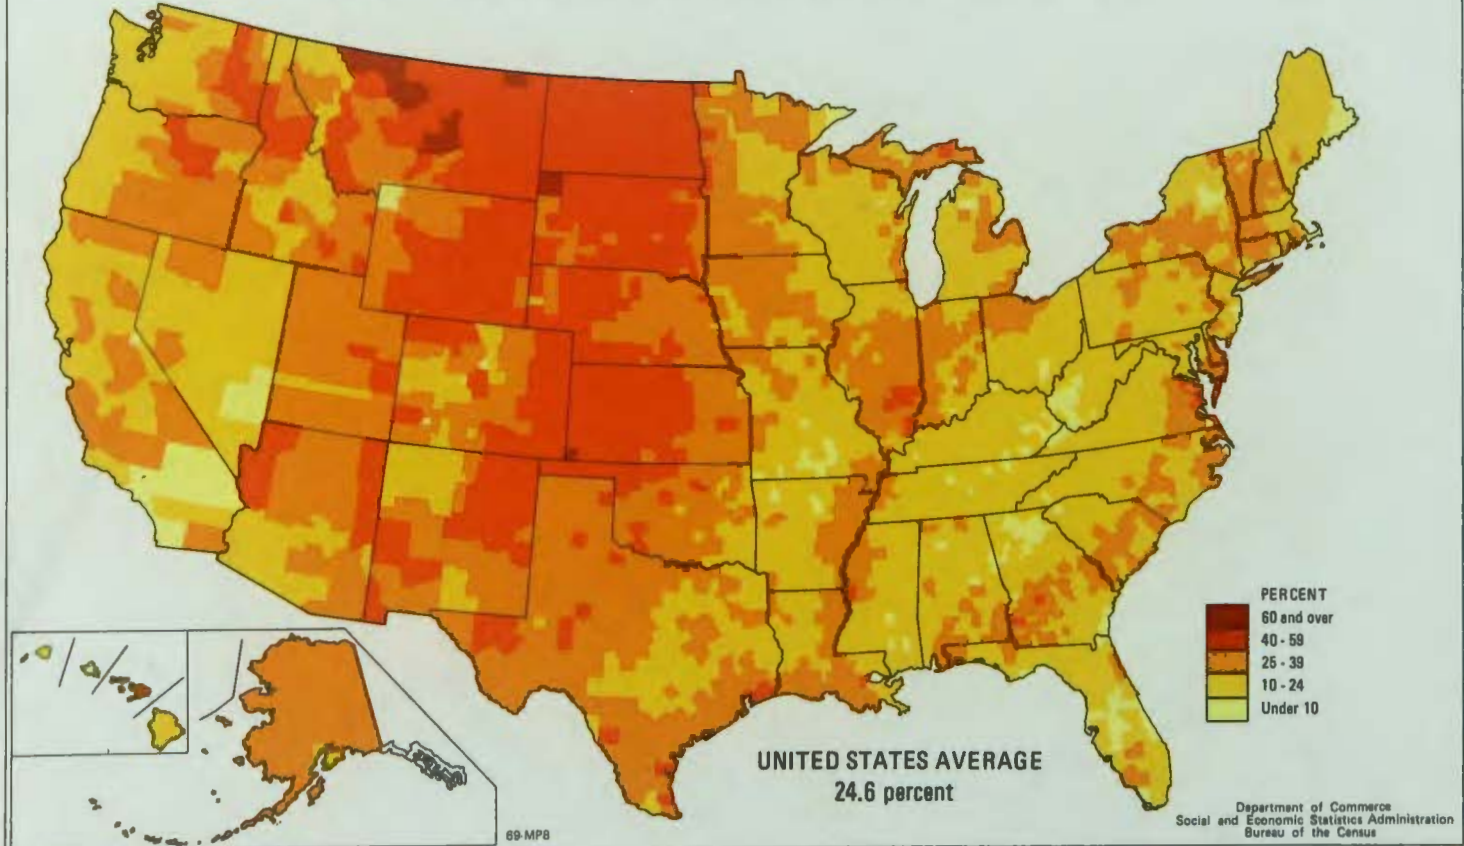 PERCENT
60 and over
40 - 59
25 - 39
10 - 24
Under 10
UNITED STATES AVERAGE
24.6 percent
69-MP8
Department of Commerce
Social and Economic Statistics Administration
Bureau of the Census